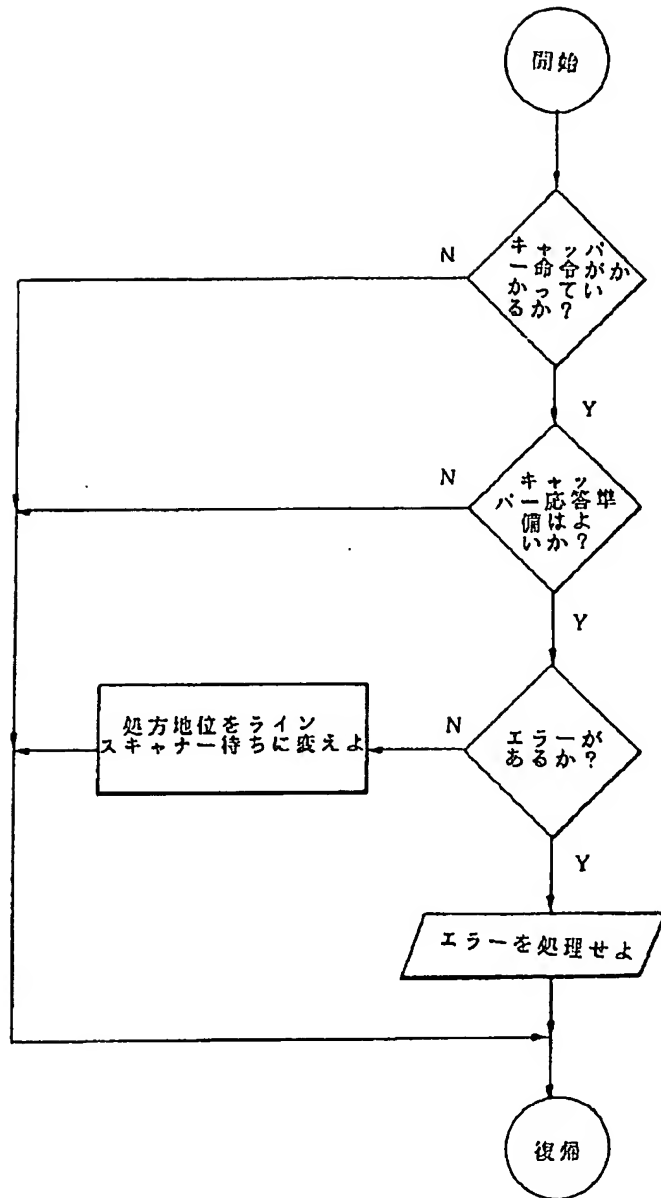 開始
キャッパ
ー命令がか
かってい
るか?
N
Y
キャッ
パー応答準
備はよ
いか?
N
Y
エラーが
あるか?
N
処方地位をライン
スキャナー待ちに変えよ
Y
エラーを処理せよ
復帰